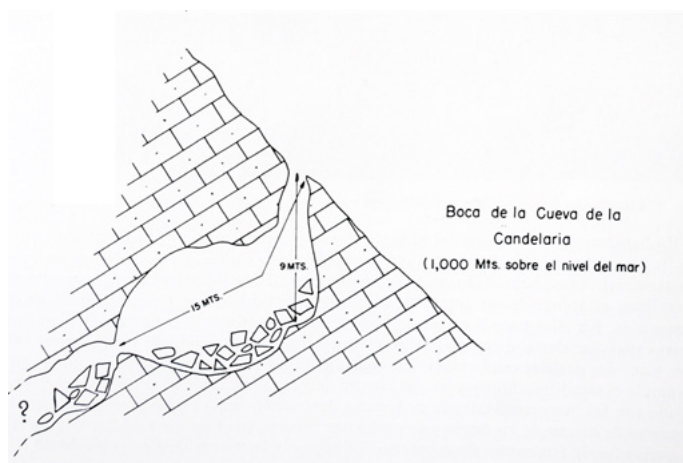 Boca de la Cueva de la
Candelaria
(1,000 Mts. sobre el nivel del mar)
9 MTS.
15 MTS.
?